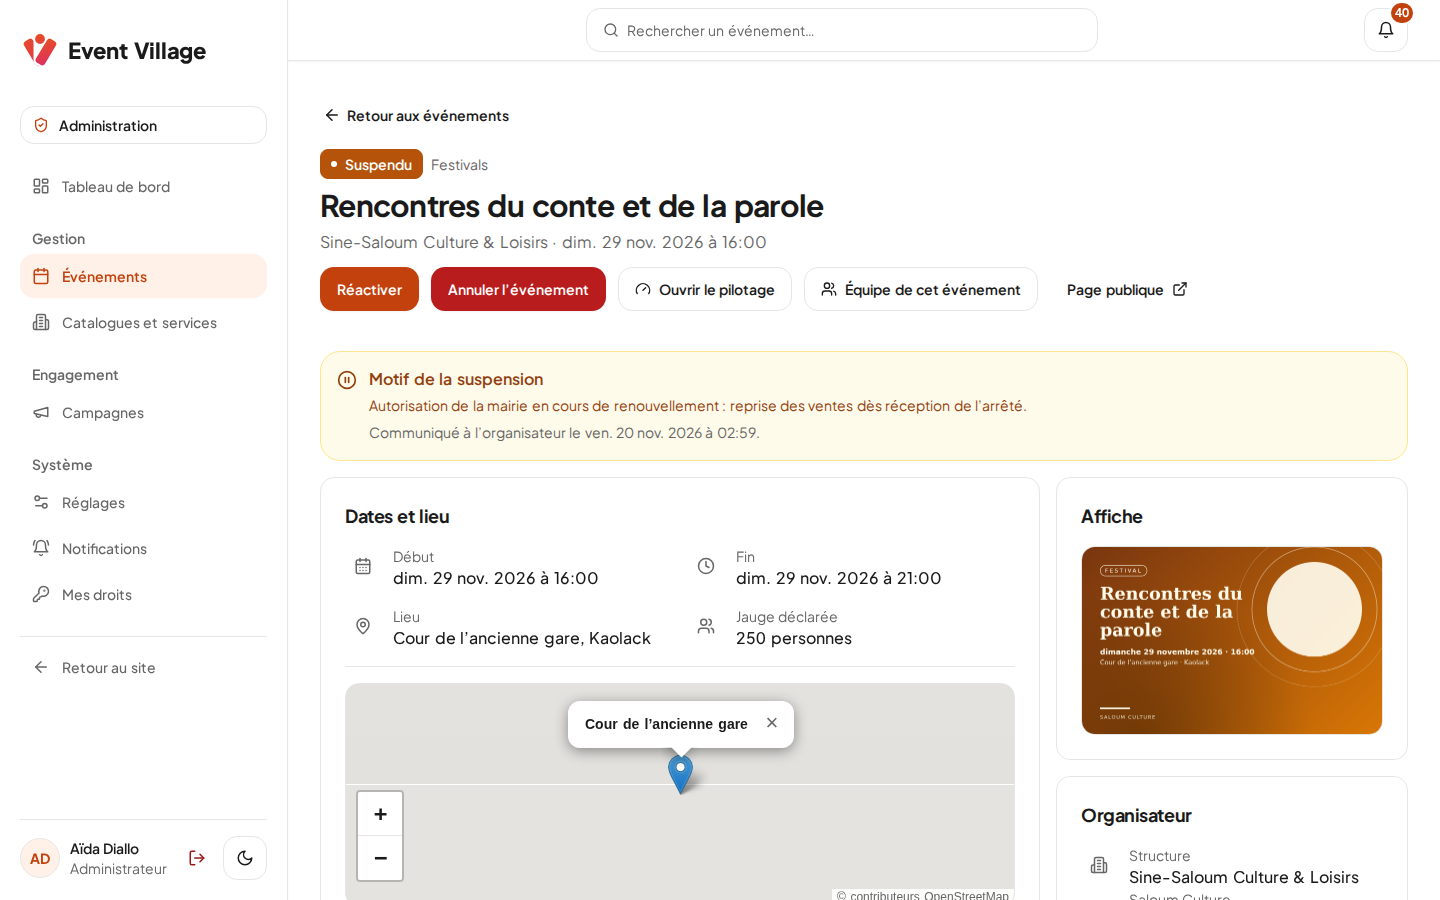 Event Village
Rechercher un événement…
40
Administration
Tableau de bord
Gestion
Événements
Catalogues et services
Engagement
Campagnes
Système
Réglages
Notifications
Mes droits
Retour au site
AD
Aïda Diallo
Administrateur
Retour aux événements
Suspendu
Festivals
Rencontres du conte et de la parole
Sine-Saloum Culture & Loisirs · dim. 29 nov. 2026 à 16:00
Réactiver
Annuler l’événement
Ouvrir le pilotage
Équipe de cet événement
Page publique
Motif de la suspension
Autorisation de la mairie en cours de renouvellement : reprise des ventes dès réception de l’arrêté.
Communiqué à l’organisateur le ven. 20 nov. 2026 à 02:59.
Dates et lieu
Début
dim. 29 nov. 2026 à 16:00
Fin
dim. 29 nov. 2026 à 21:00
Lieu
Cour de l’ancienne gare, Kaolack
Jauge déclarée
250 personnes
Cour de l’ancienne gare
+
−
© contributeurs OpenStreetMap
Affiche
FESTIVAL
Rencontres du
conte et de la
parole
dimanche 29 novembre 2026 · 16:00
Cour de l’ancienne gare · Kaolack
SALOUM CULTURE
Organisateur
Structure
Sine-Saloum Culture & Loisirs
Saloum Culture